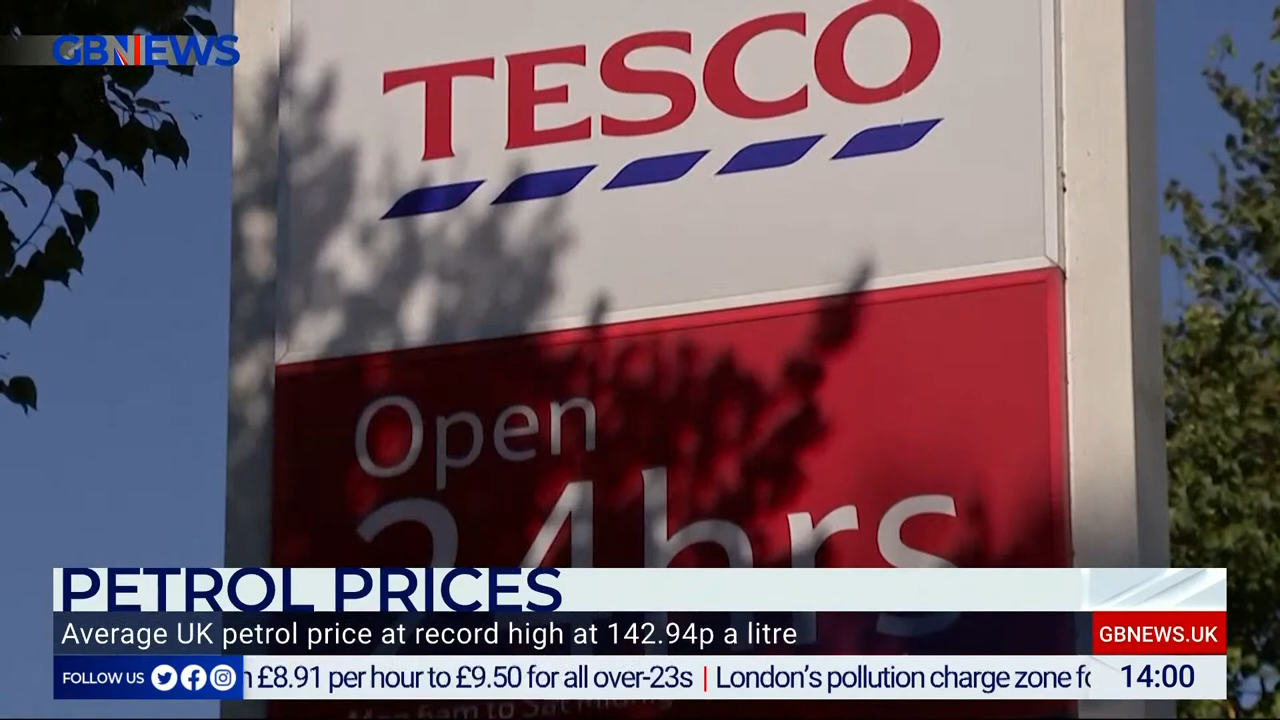 GBNEWS
TESCO
Open
24hrs
PETROL PRICES
Average UK petrol price at record high at 142.94p a litre
GBNEWS.UK
FOLLOW US
£8.91 per hour to £9.50 for all over-23s | London's pollution charge zone
14:00